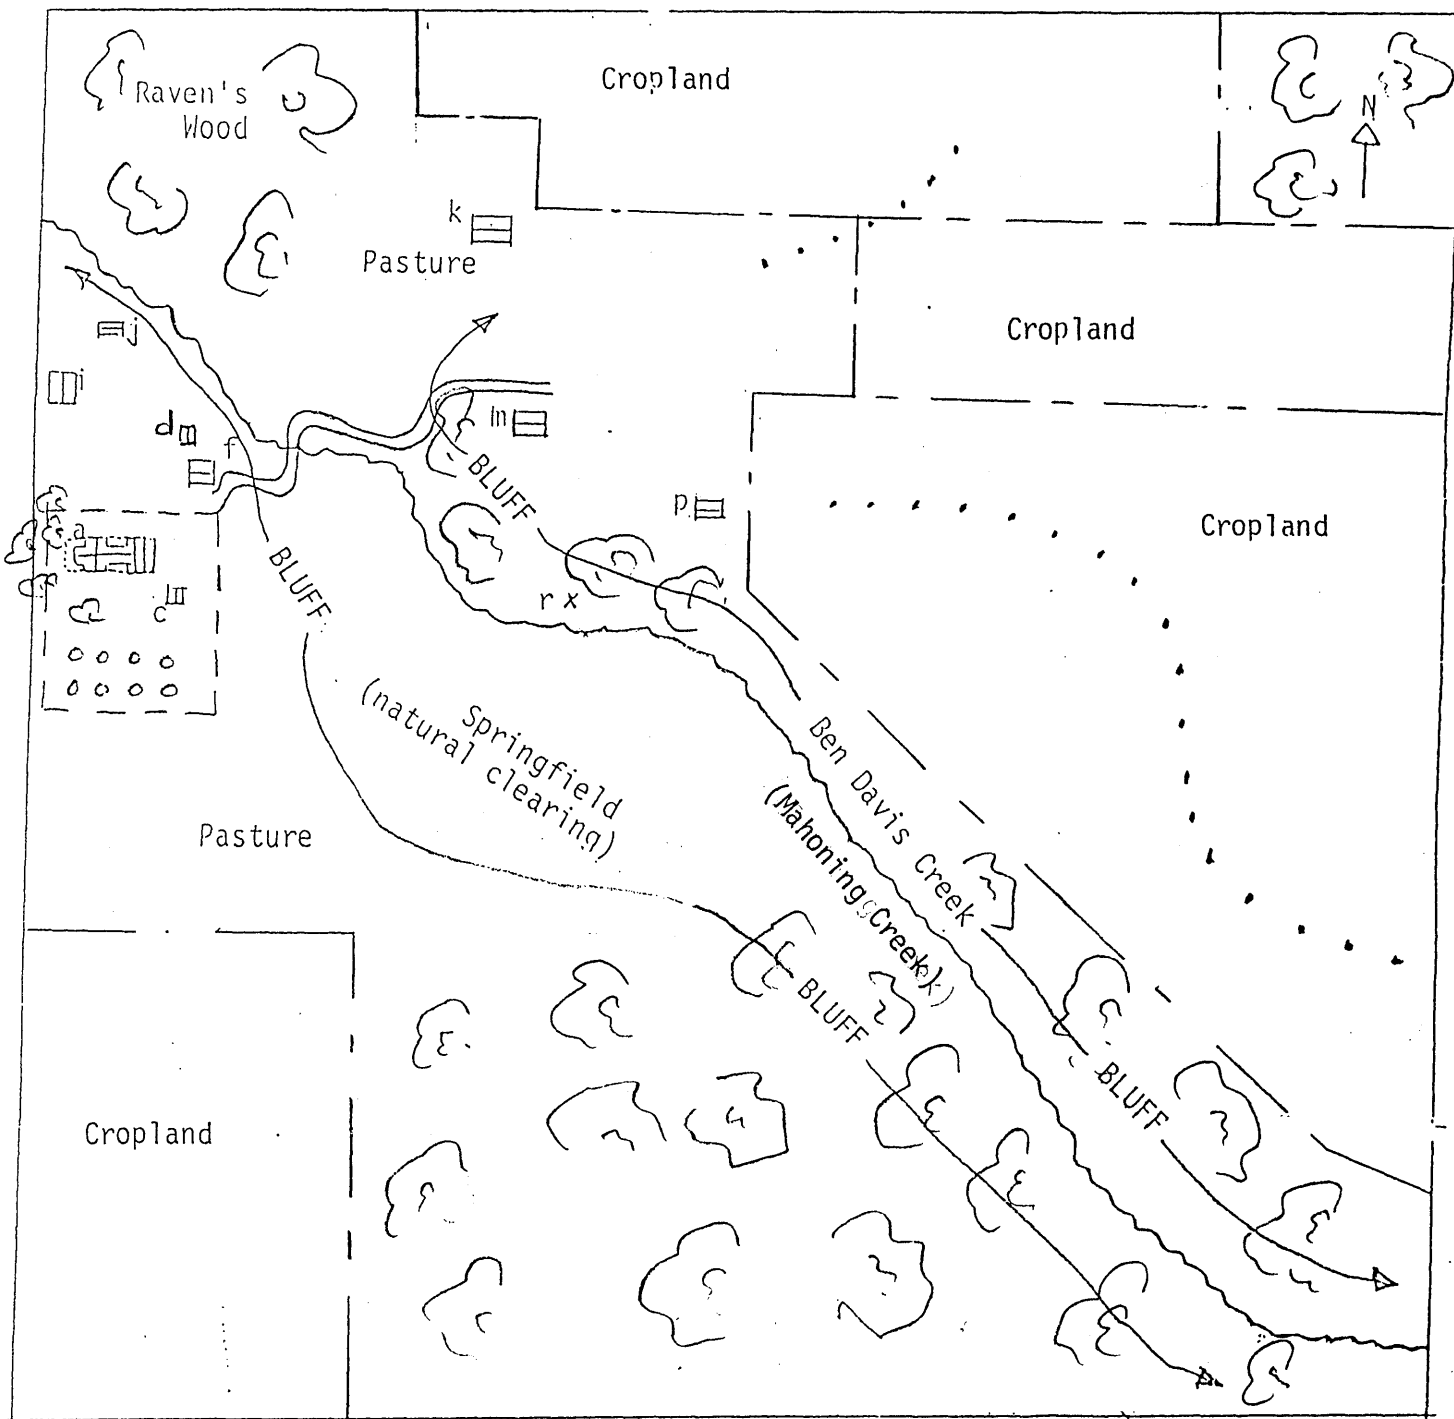 Cropland
Raven's
Wood
N
k
Pasture
j
Cropland
i
d
m
f
BLUFF
p
Cropland
a
BLUFF
r x
c
Springfield
(natural clearing)
Ben Davis Creek
(Mahoning Creek)
Pasture
BLUFF
BLUFF
Cropland